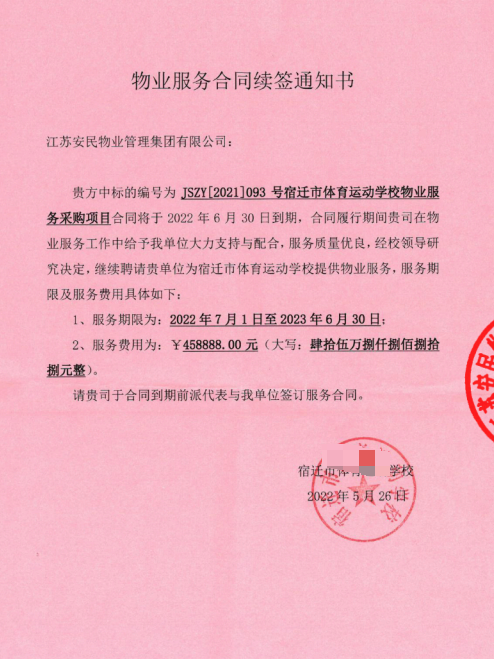 物业服务合同续签通知书
江苏安民物业管理集团有限公司：
贵方中标的编号为 JSZY[2021]093 号宿迁市体育运动学校物业服
务采购项目合同将于 2022 年 6 月 30 日到期，合同履行期间贵司在物
业服务工作中给予我单位大力支持与配合，服务质量优良，经校领导研
究决定，继续聘请贵单位为宿迁市体育运动学校提供物业服务，服务期
限及服务费用具体如下：
1、服务期限为：2022 年 7 月 1 日至 2023 年 6 月 30 日；
2、服务费用为：￥458888.00 元（大写：肆拾伍万捌仟捌佰捌拾
捌元整）。
请贵司于合同到期前派代表与我单位签订服务合同。
宿迁市体育 学校
2022 年 5 月 26 日